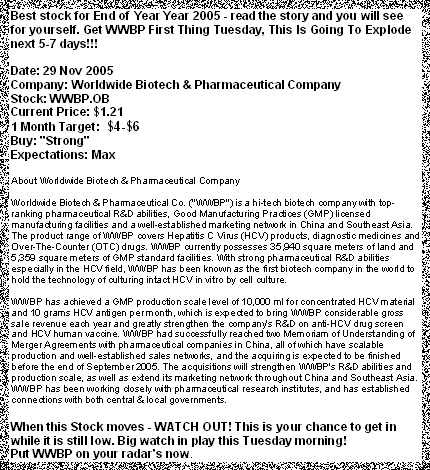 Best stock for End of Year Year 2005 - read the story and you will see
for yourself. Get WWBP First Thing Tuesday, This Is Going To Explode
next 5-7 days!!!
Date: 29 Nov 2005
Company: Worldwide Biotech & Pharmaceutical Company
Stock: WWBP.OB
Current Price: $1.21
1 Month Target: $4-$6
Buy: "Strong"
Expectations: Max
About Worldwide Biotech & Pharmaceutical Company
Worldwide Biotech & Pharmaceutical Co. ("WWBP") is a hi-tech biotech company with top-
ranking pharmaceutical R&D abilities, Good Manufacturing Practices (GMP) licensed
manufacturing facilities and a well-established marketing network in China and Southeast Asia.
The product range of WWBP covers Hepatitis C Virus (HCV) products, diagnostic medicines and
Over-The-Counter (OTC) drugs. WWBP currently possesses 35,940 square meters of land and
5,359 square meters of GMP standard facilities. With strong pharmaceutical R&D abilities
especially in the HCV field, WWBP has been known as the first biotech company in the world to
hold the technology of culturing intact HCV in vitro by cell culture.
WWBP has achieved a GMP production scale level of 10,000 ml for concentrated HCV material
and 10 grams HCV antigen per month, which is expected to bring WWBP considerable gross
sale revenue each year and greatly strengthen the company's R&D on anti-HCV drug screen
and HCV human vaccine. WWBP had successfully reached two Memoriam of Understanding of
Merger Agreements with pharmaceutical companies in China, all of which have scalable
production and well-established sales networks, and the acquiring is expected to be finished
before the end of September 2005. The acquisitions will strengthen WWBP's R&D abilities and
production scale, as well as extend its marketing network throughout China and Southeast Asia.
WWBP has been working closely with pharmaceutical research institutes, and has established
connections with both central & local governments.
When this Stock moves - WATCH OUT! This is your chance to get in
while it is still low. Big watch in play this Tuesday morning!
Put WWBP on your radar's now.